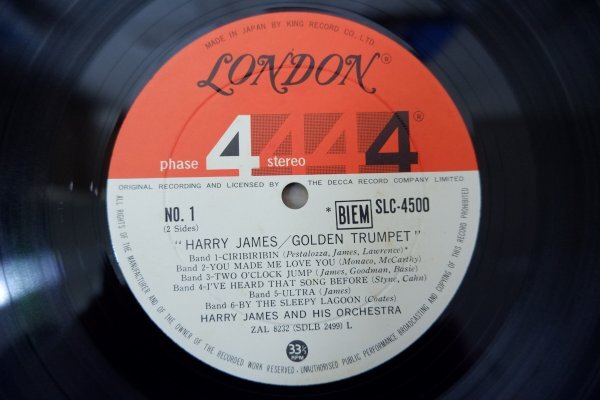 MADE IN JAPAN BY KING RECORD CO., LTD.
LONDON®
phase 4 stereo 444®
ORIGINAL RECORDING AND LICENSED BY THE DECCA RECORD COMPANY LIMITED
NO. 1
(2 Sides)
* BIEM SLC-4500
"HARRY JAMES/GOLDEN TRUMPET"
Band 1-CIRIBIRIBIN (Pestalozza, James, Lawrence)*
Band 2-YOU MADE ME LOVE YOU (Monaco, McCarthy)
Band 3-TWO O'CLOCK JUMP (James, Goodman, Basie)
Band 4-I'VE HEARD THAT SONG BEFORE (Styne, Cahn)
Band 5-ULTRA (James)
Band 6-BY THE SLEEPY LAGOON (Coates)
HARRY JAMES AND HIS ORCHESTRA
ZAL 8232 (SDLB 2499) L
33⅓
RPM
ALL RIGHTS OF THE MANUFACTURER AND OF THE OWNER OF THE RECORDED WORK RESERVED. - UNAUTHORISED PUBLIC PERFORMANCE, BROADCASTING AND COPYING OF THIS RECORD PROHIBITED